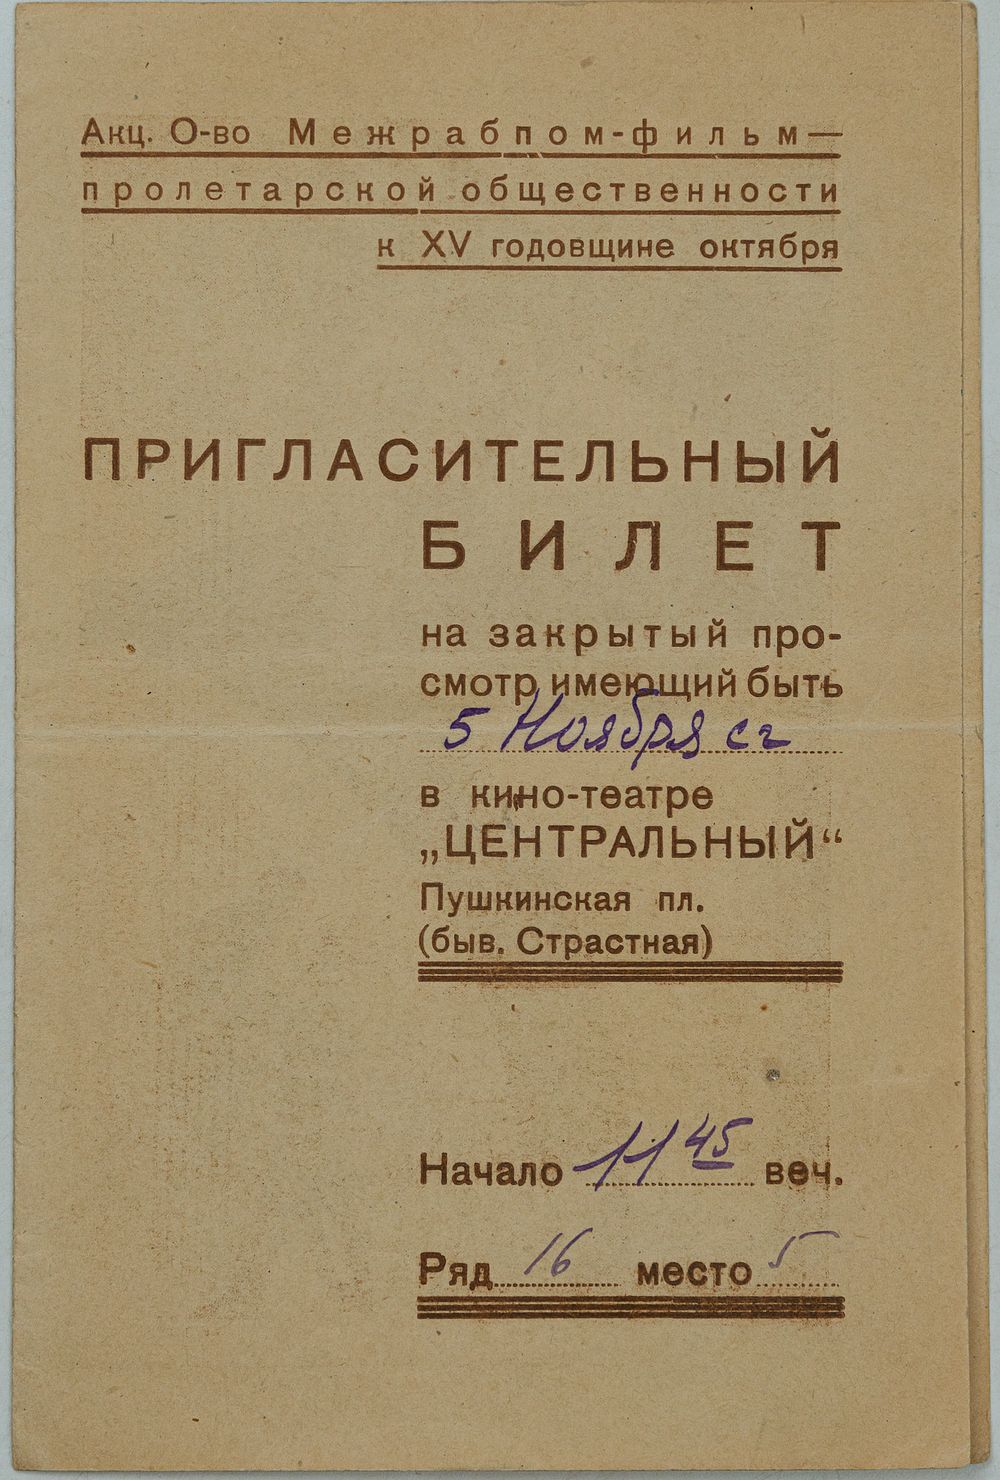 Акц. О-во Межрабпом-фильм—
пролетарской общественности
к XV годовщине октября
ПРИГЛАСИТЕЛЬНЫЙ
БИЛЕТ
на закрытый про-
смотр имеющий быть
5 Ноября сг
в кино-театре
„ЦЕНТРАЛЬНЫЙ“
Пушкинская пл.
(быв. Страстная)
Начало 11 45 веч.
Ряд 16 место 5